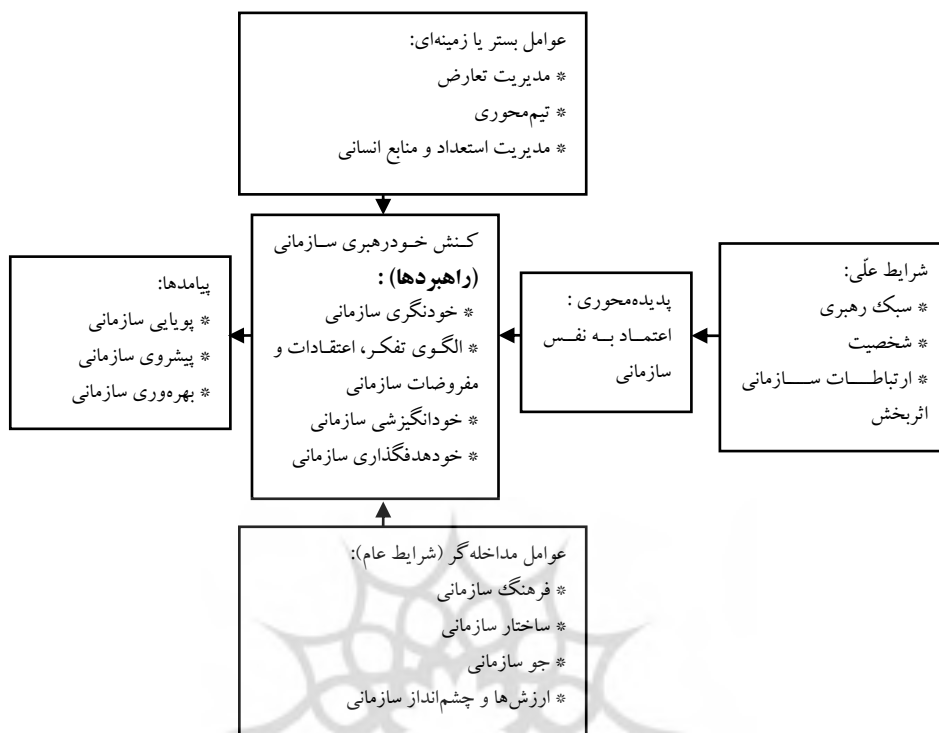 عوامل بستر یا زمینه‌ای:
* مدیریت تعارض
* تیم‌محوری
* مدیریت استعداد و منابع انسانی
شرایط علّی:
* سبک رهبری
* شخصیت
* ارتباطات سازمانی
اثربخش
پدیده‌محوری :
اعتماد به نفس
سازمانی
کنش خودرهبری سازمانی
(راهبردها) :
* خودنگری سازمانی
* الگوی تفکر، اعتقادات و
مفروضات سازمانی
* خودانگیزشی سازمانی
* خودهدفگذاری سازمانی
پیامدها:
* پویایی سازمانی
* پیشروی سازمانی
* بهره‌وری سازمانی
عوامل مداخله‌گر (شرایط عام):
* فرهنگ سازمانی
* ساختار سازمانی
* جو سازمانی
* ارزش‌ها و چشم‌انداز سازمانی